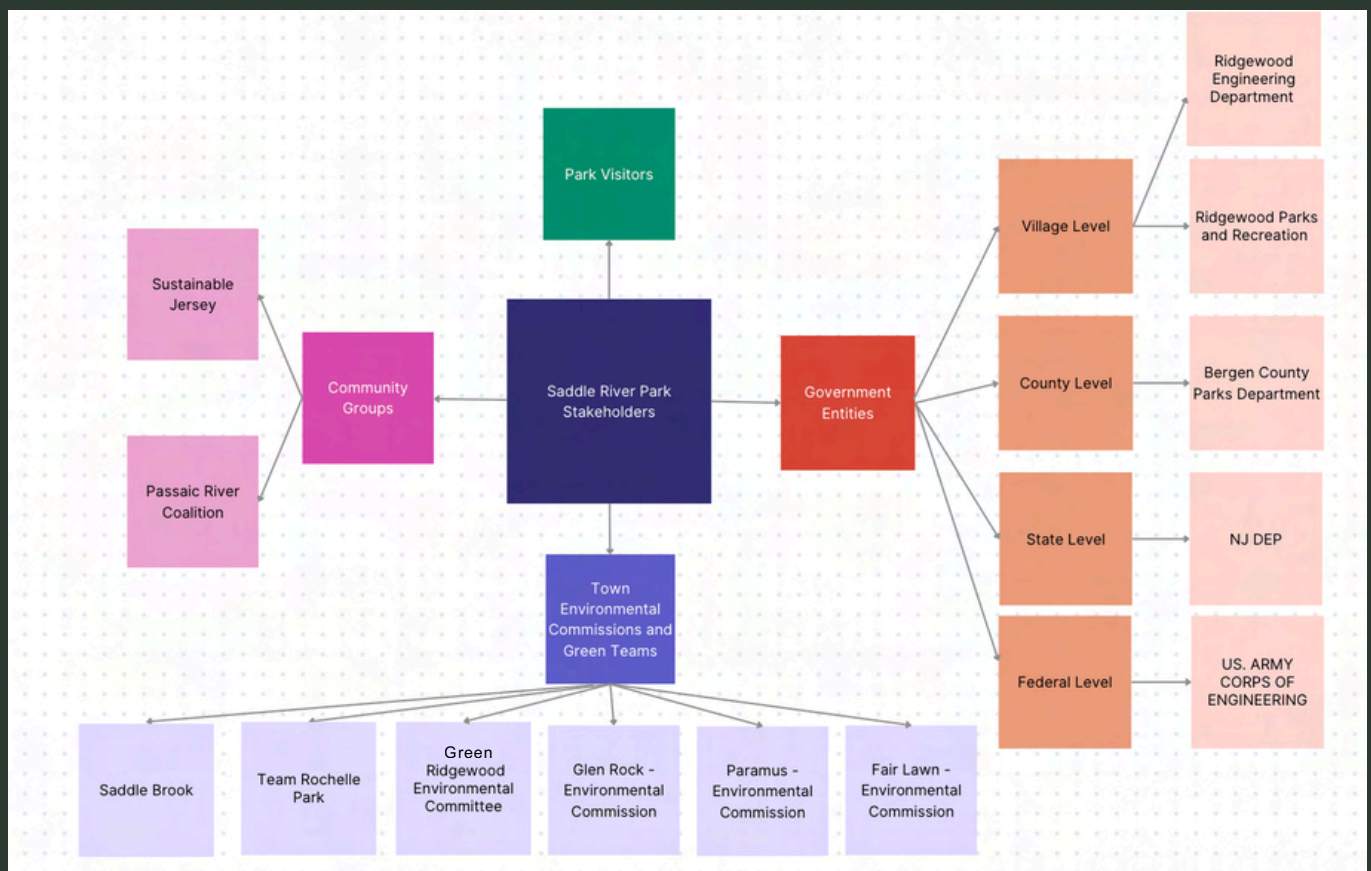 Ridgewood
Engineering
Department
Park Visitors
Village Level
Ridgewood Parks
and Recreation
Sustainable
Jersey
Community
Groups
Saddle River Park
Stakeholders
Government
Entities
County Level
Bergen County
Parks Department
Passaic River
Coalition
State Level
NJ DEP
Town
Environmental
Commissions and
Green Teams
Federal Level
US. ARMY
CORPS OF
ENGINEERING
Saddle Brook
Team Rochelle
Park
Green
Ridgewood
Environmental
Committee
Glen Rock -
Environmental
Commission
Paramus -
Environmental
Commission
Fair Lawn -
Environmental
Commission